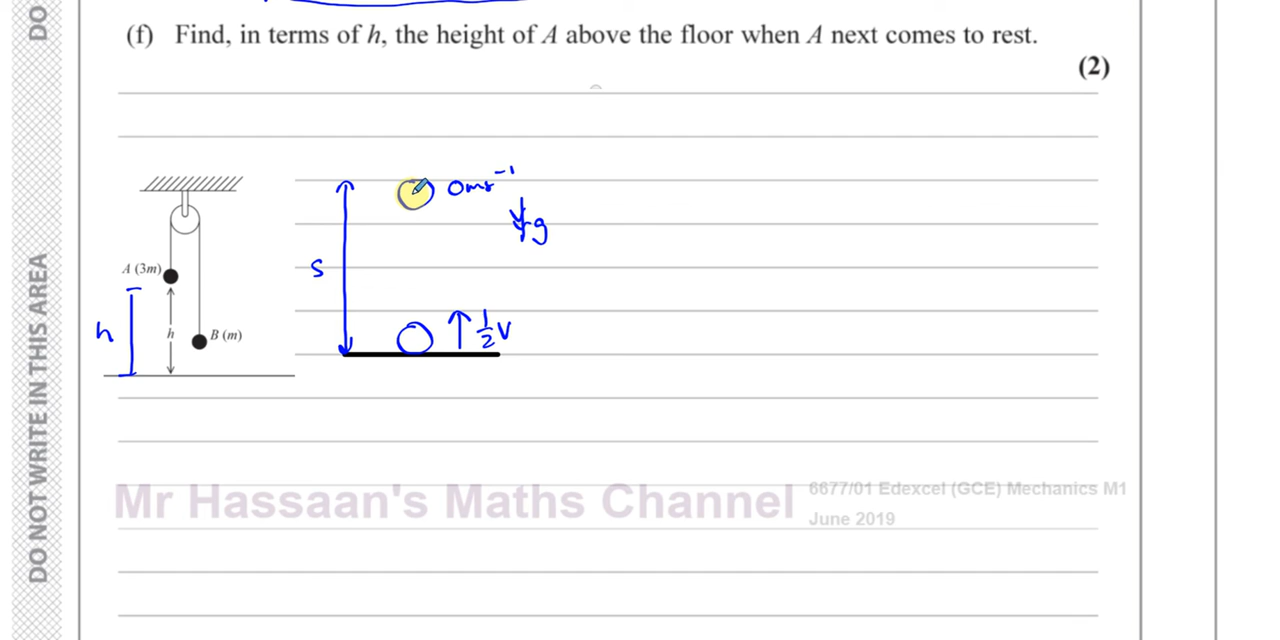 DO
(f) Find, in terms of h, the height of A above the floor when A next comes to rest.
(2)
0ms⁻¹
g
A (3m)
s
h
h
B (m)
½v
DO NOT WRITE IN THIS AREA
Mr Hassaan's Maths Channel
6677/01 Edexcel (GCE) Mechanics M1
June 2019